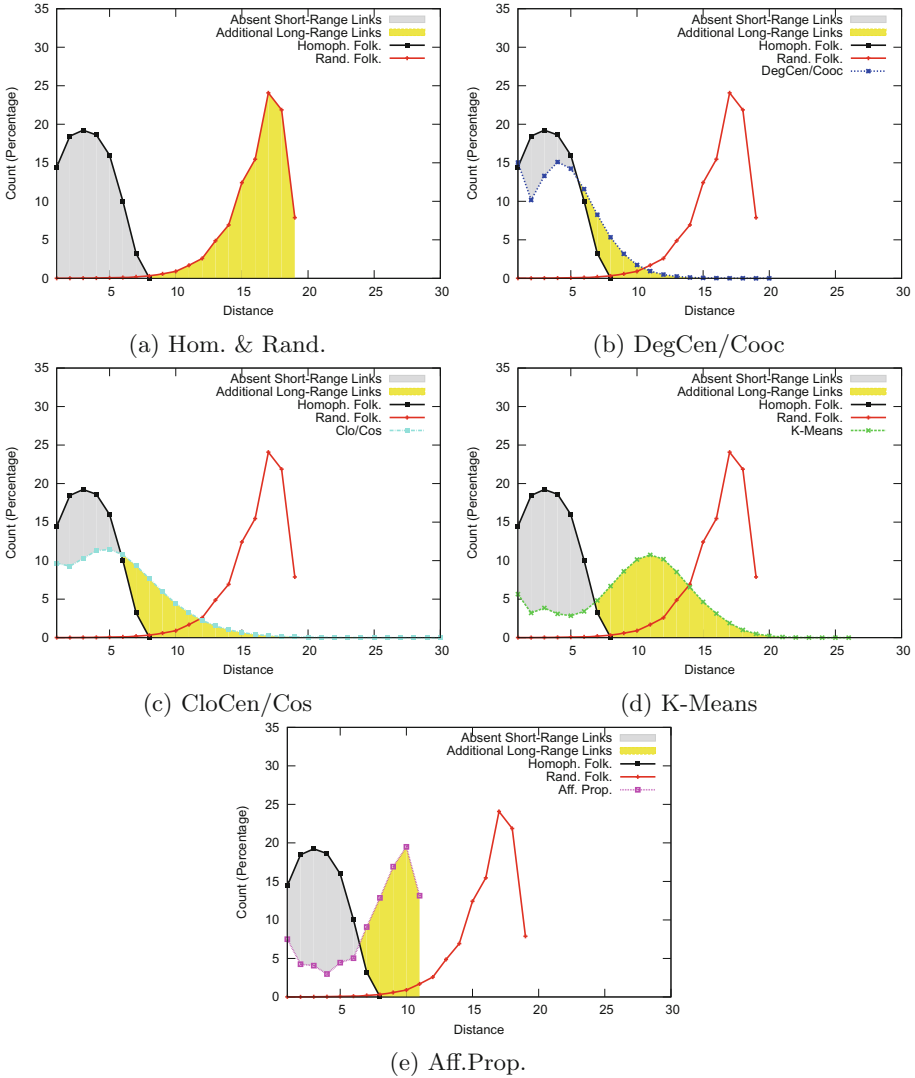 35
30
25
20
15
10
5
0
Count (Percentage)
Absent Short-Range Links
Additional Long-Range Links
Homoph. Folk.
Rand. Folk.
5 10 15 20 25 30
Distance
(a) Hom. & Rand.
35
30
25
20
15
10
5
0
Count (Percentage)
Absent Short-Range Links
Additional Long-Range Links
Homoph. Folk.
Rand. Folk.
DegCen/Cooc
5 10 15 20 25 30
Distance
(b) DegCen/Cooc
35
30
25
20
15
10
5
0
Count (Percentage)
Absent Short-Range Links
Additional Long-Range Links
Homoph. Folk.
Rand. Folk.
Clo/Cos
5 10 15 20 25 30
Distance
(c) CloCen/Cos
35
30
25
20
15
10
5
0
Count (Percentage)
Absent Short-Range Links
Additional Long-Range Links
Homoph. Folk.
Rand. Folk.
K-Means
5 10 15 20 25 30
Distance
(d) K-Means
35
30
25
20
15
10
5
0
Count (Percentage)
Absent Short-Range Links
Additional Long-Range Links
Homoph. Folk.
Rand. Folk.
Aff. Prop.
5 10 15 20 25 30
Distance
(e) Aff.Prop.